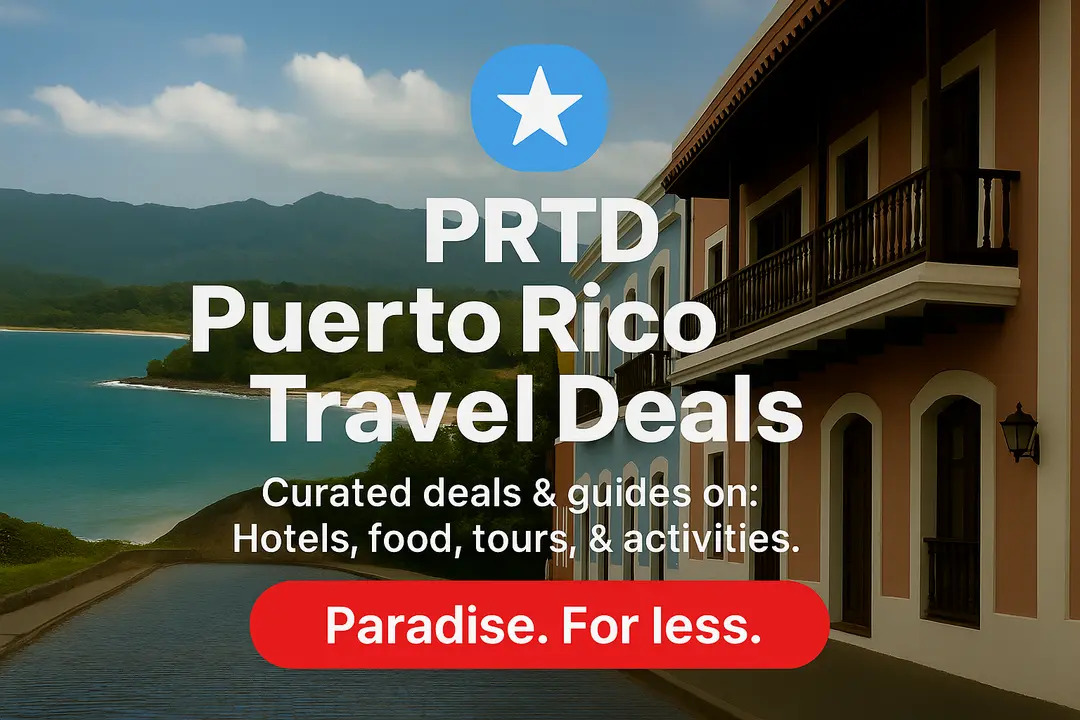 PRTD
Puerto Rico
Travel Deals
Curated deals & guides on:
Hotels, food, tours, & activities.
Paradise. For less.